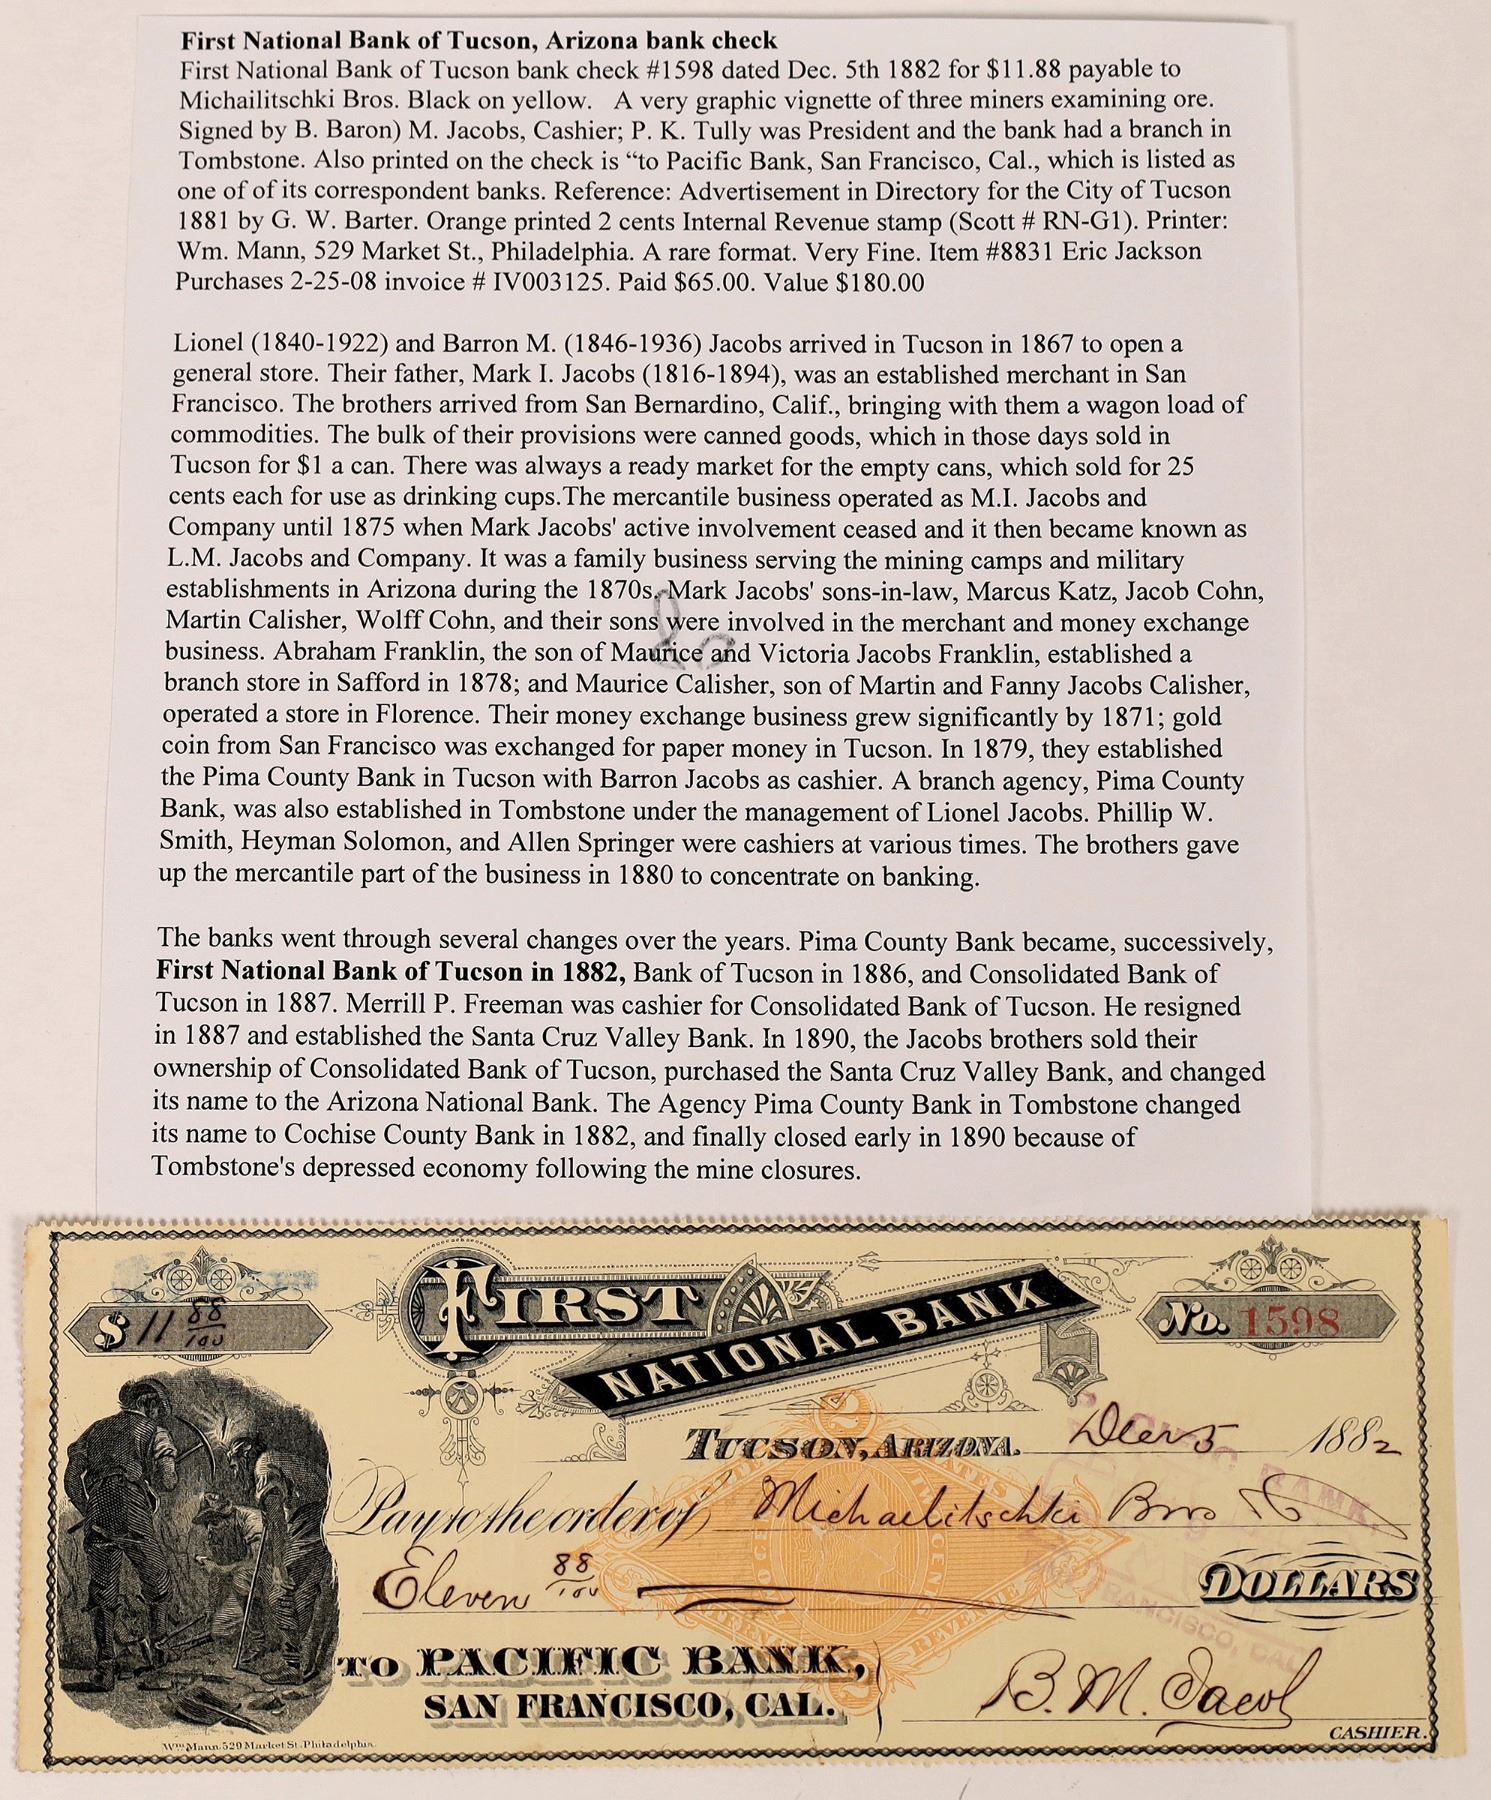 First National Bank of Tucson, Arizona bank check
First National Bank of Tucson bank check #1598 dated Dec. 5th 1882 for $11.88 payable to
Michailitschki Bros. Black on yellow. A very graphic vignette of three miners examining ore.
Signed by B. Baron) M. Jacobs, Cashier; P. K. Tully was President and the bank had a branch in
Tombstone. Also printed on the check is “to Pacific Bank, San Francisco, Cal., which is listed as
one of of its correspondent banks. Reference: Advertisement in Directory for the City of Tucson
1881 by G. W. Barter. Orange printed 2 cents Internal Revenue stamp (Scott # RN-G1). Printer:
Wm. Mann, 529 Market St., Philadelphia. A rare format. Very Fine. Item #8831 Eric Jackson
Purchases 2-25-08 invoice # IV003125. Paid $65.00. Value $180.00
Lionel (1840-1922) and Barron M. (1846-1936) Jacobs arrived in Tucson in 1867 to open a
general store. Their father, Mark I. Jacobs (1816-1894), was an established merchant in San
Francisco. The brothers arrived from San Bernardino, Calif., bringing with them a wagon load of
commodities. The bulk of their provisions were canned goods, which in those days sold in
Tucson for $1 a can. There was always a ready market for the empty cans, which sold for 25
cents each for use as drinking cups.The mercantile business operated as M.I. Jacobs and
Company until 1875 when Mark Jacobs' active involvement ceased and it then became known as
L.M. Jacobs and Company. It was a family business serving the mining camps and military
establishments in Arizona during the 1870s. Mark Jacobs' sons-in-law, Marcus Katz, Jacob Cohn,
Martin Calisher, Wolff Cohn, and their sons were involved in the merchant and money exchange
business. Abraham Franklin, the son of Maurice and Victoria Jacobs Franklin, established a
branch store in Safford in 1878; and Maurice Calisher, son of Martin and Fanny Jacobs Calisher,
operated a store in Florence. Their money exchange business grew significantly by 1871; gold
coin from San Francisco was exchanged for paper money in Tucson. In 1879, they established
the Pima County Bank in Tucson with Barron Jacobs as cashier. A branch agency, Pima County
Bank, was also established in Tombstone under the management of Lionel Jacobs. Phillip W.
Smith, Heyman Solomon, and Allen Springer were cashiers at various times. The brothers gave
up the mercantile part of the business in 1880 to concentrate on banking.
The banks went through several changes over the years. Pima County Bank became, successively,
First National Bank of Tucson in 1882, Bank of Tucson in 1886, and Consolidated Bank of
Tucson in 1887. Merrill P. Freeman was cashier for Consolidated Bank of Tucson. He resigned
in 1887 and established the Santa Cruz Valley Bank. In 1890, the Jacobs brothers sold their
ownership of Consolidated Bank of Tucson, purchased the Santa Cruz Valley Bank, and changed
its name to the Arizona National Bank. The Agency Pima County Bank in Tombstone changed
its name to Cochise County Bank in 1882, and finally closed early in 1890 because of
Tombstone's depressed economy following the mine closures.
$ 11 88/100
FIRST
NATIONAL BANK
No. 1598
TUCSON, ARIZONA. Decr 5 1882
Pay to the order of Michaelitschki Bros
Eleven 88/100 DOLLARS
TO PACIFIC BANK,
SAN FRANCISCO, CAL.
B. M. Jacobs
CASHIER.
Wm Mann 529 Market St. Philadelphia